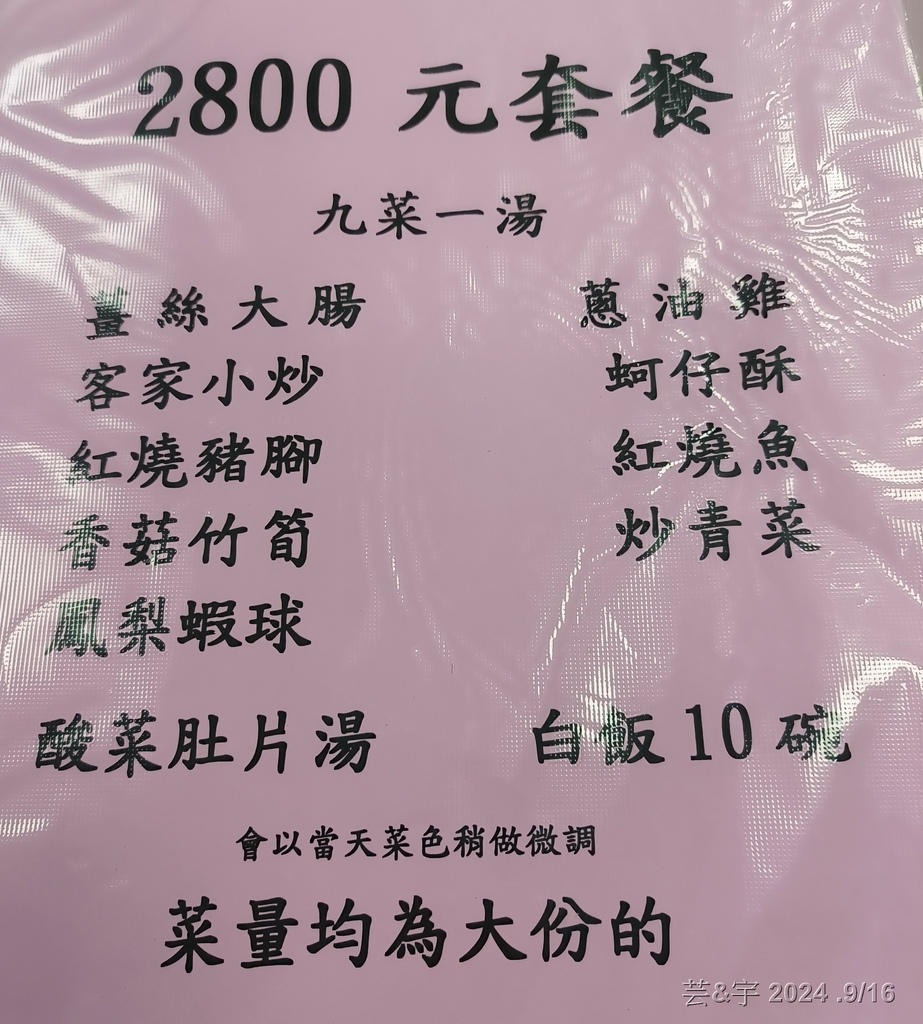 2800 元套餐
九菜一湯
薑絲大腸 蔥油雞
客家小炒 蚵仔酥
紅燒豬腳 紅燒魚
香菇竹筍 炒青菜
鳳梨蝦球
酸菜肚片湯 白飯10碗
會以當天菜色稍做微調
菜量均為大份的
芸&宇 2024 .9/16